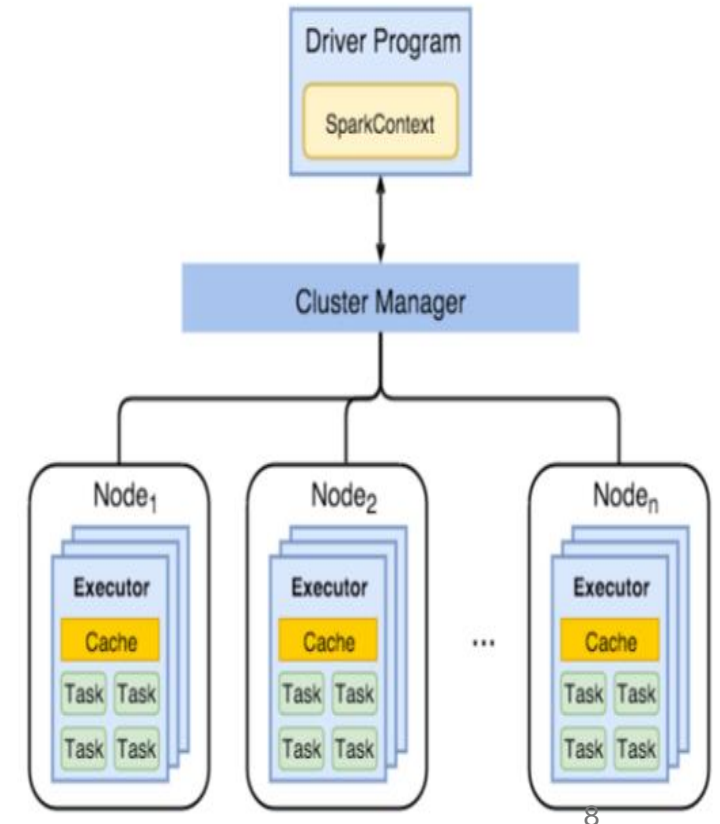 Driver Program
SparkContext
Cluster Manager
Node1
Node2
Noden
Executor
Executor
Executor
Cache
Cache
...
Cache
Task Task
Task Task
Task Task
Task Task
Task Task
Task Task
8